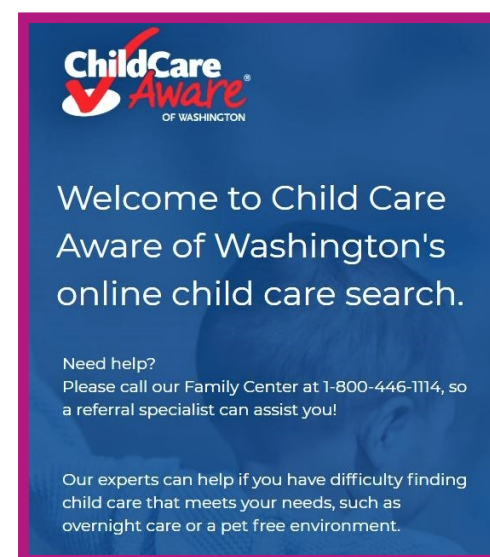 ChildCare
Aware®
OF WASHINGTON
Welcome to Child Care
Aware of Washington's
online child care search.
Need help?
Please call our Family Center at 1-800-446-1114, so
a referral specialist can assist you!
Our experts can help if you have difficulty finding
child care that meets your needs, such as
overnight care or a pet free environment.